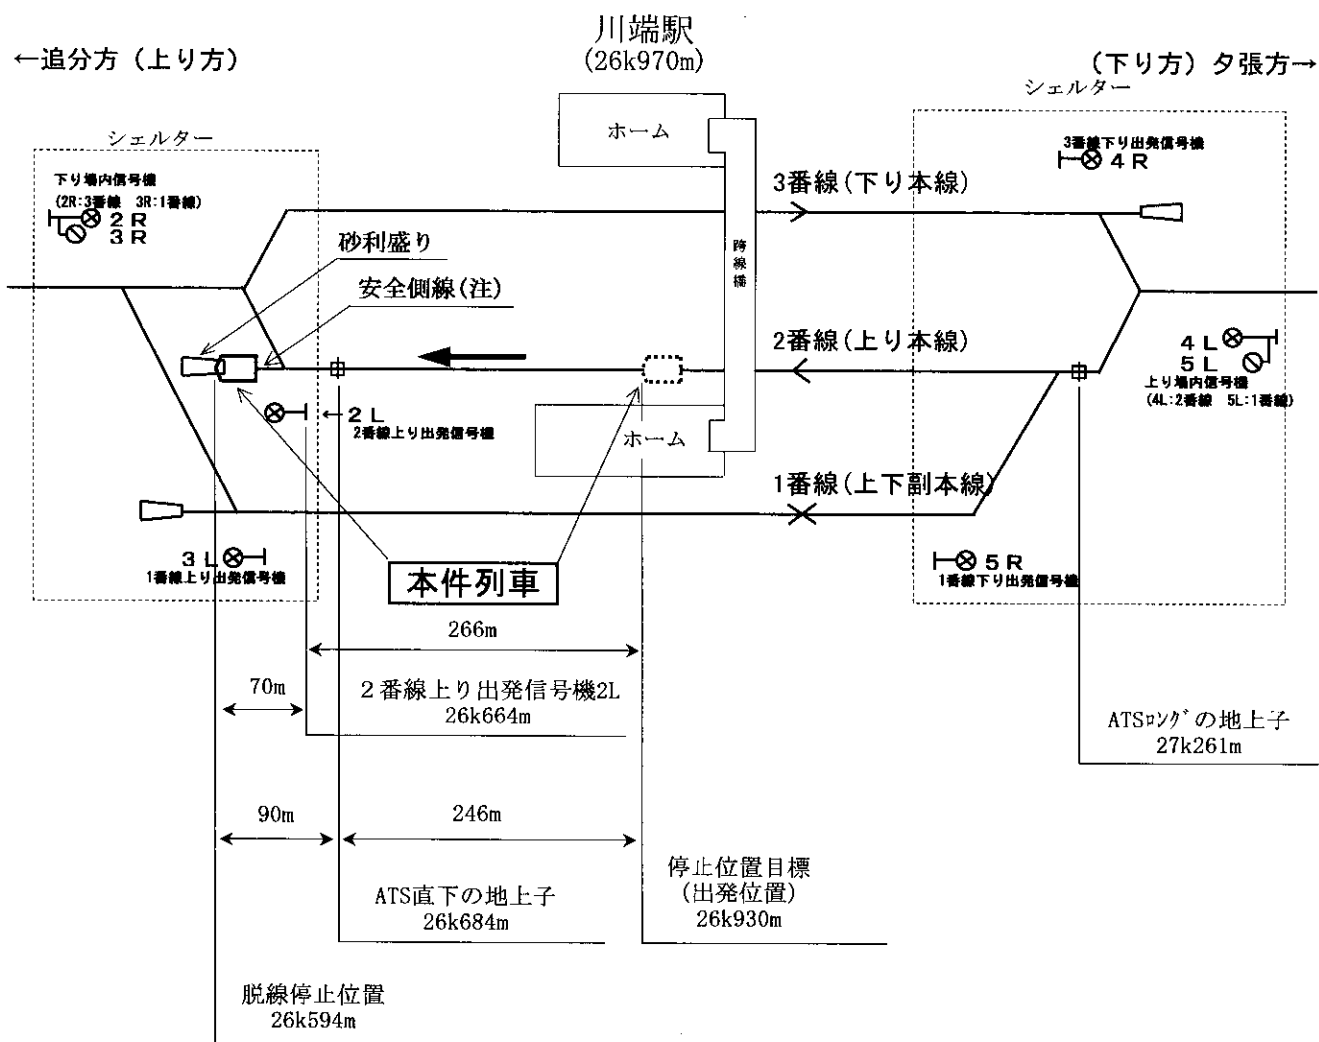 川端駅
(26k970m)
←追分方（上り方）
（下り方）夕張方→
シェルター
シェルター
ホーム
下り場内信号機
(2R:3番線 3R:1番線)
2R
3R
3番線下り出発信号機
4R
3番線(下り本線)
砂利盛り
安全側線(注)
跨線橋
2番線(上り本線)
4L
5L
上り場内信号機
(4L:2番線 5L:1番線)
←2L
2番線上り出発信号機
ホーム
1番線(上下副本線)
3L
1番線上り出発信号機
本件列車
5R
1番線下り出発信号機
266m
70m
２番線上り出発信号機2L
26k664m
ATSﾛﾝｸﾞの地上子
27k261m
90m
246m
停止位置目標
(出発位置)
26k930m
ATS直下の地上子
26k684m
脱線停止位置
26k594m